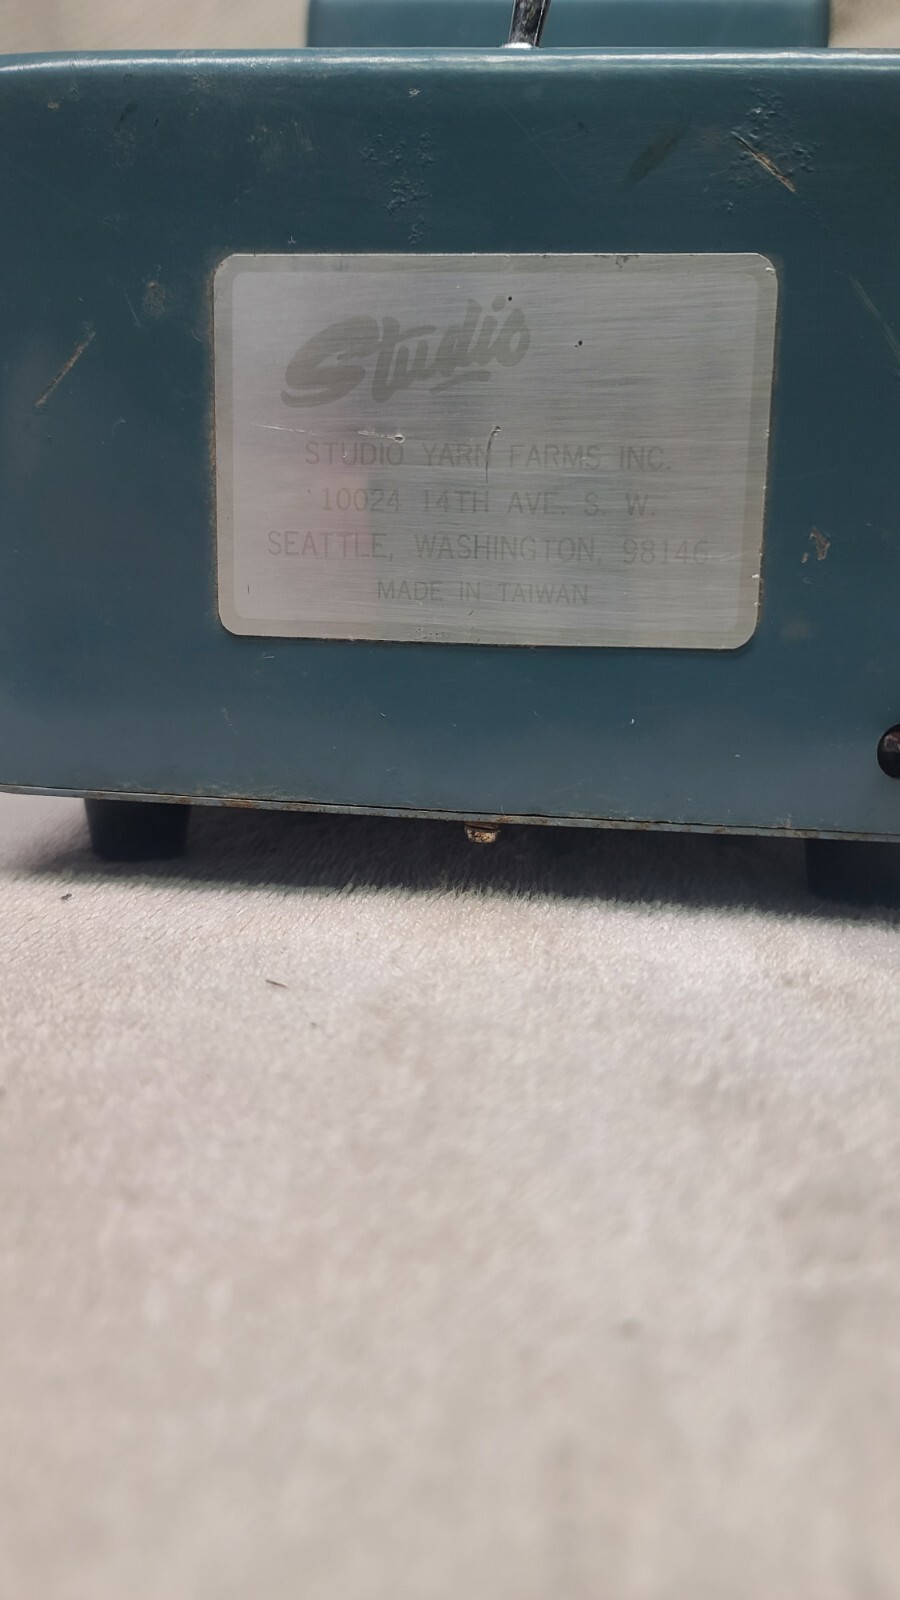 Studio
STUDIO YARN FARMS INC.
10024 14TH AVE. S. W.
SEATTLE, WASHINGTON, 98146
MADE IN TAIWAN